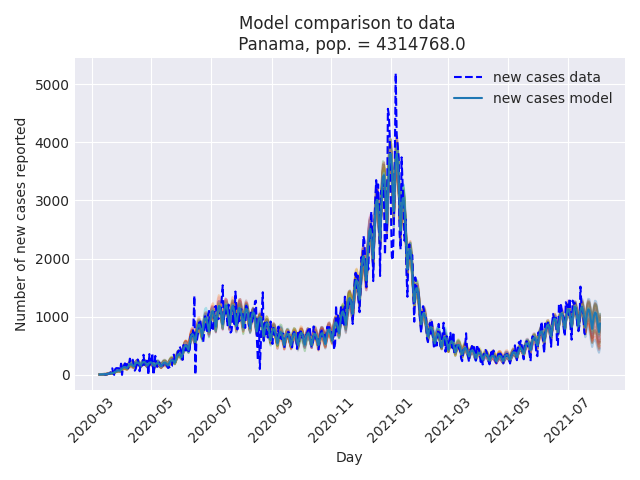 Model comparison to data
Panama, pop. = 4314768.0
new cases data
new cases model
Number of new cases reported
5000
4000
3000
2000
1000
0
2020-03
2020-05
2020-07
2020-09
2020-11
2021-01
2021-03
2021-05
2021-07
Day